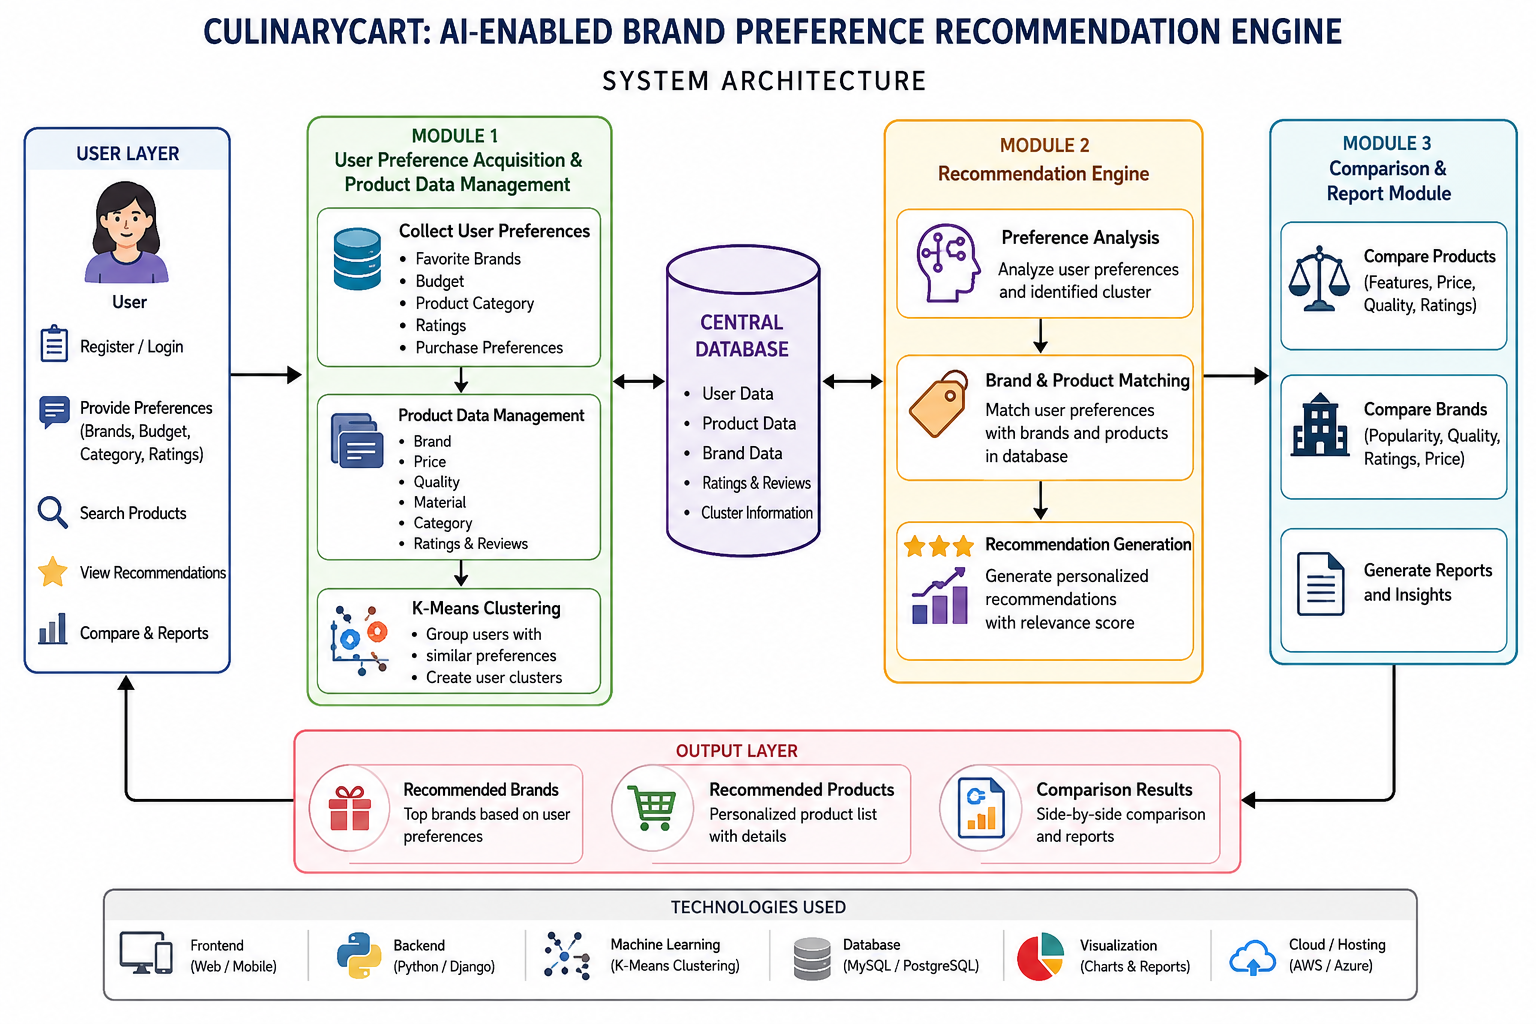 CULINARYCART: AI-ENABLED BRAND PREFERENCE RECOMMENDATION ENGINE
SYSTEM ARCHITECTURE
USER LAYER
User
Register / Login
Provide Preferences
(Brands, Budget,
Category, Ratings)
Search Products
View Recommendations
Compare & Reports
MODULE 1
User Preference Acquisition &
Product Data Management
Collect User Preferences
• Favorite Brands
• Budget
• Product Category
• Ratings
• Purchase Preferences
Product Data Management
• Brand
• Price
• Quality
• Material
• Category
• Ratings & Reviews
K-Means Clustering
• Group users with
• similar preferences
• Create user clusters
CENTRAL
DATABASE
• User Data
• Product Data
• Brand Data
• Ratings & Reviews
• Cluster Information
MODULE 2
Recommendation Engine
Preference Analysis
Analyze user preferences
and identified cluster
Brand & Product Matching
Match user preferences
with brands and products
in database
Recommendation Generation
Generate personalized
recommendations
with relevance score
MODULE 3
Comparison &
Report Module
Compare Products
(Features, Price,
Quality, Ratings)
Compare Brands
(Popularity, Quality,
Ratings, Price)
Generate Reports
and Insights
OUTPUT LAYER
Recommended Brands
Top brands based on user
preferences
Recommended Products
Personalized product list
with details
Comparison Results
Side-by-side comparison
and reports
TECHNOLOGIES USED
Frontend
(Web / Mobile)
Backend
(Python / Django)
Machine Learning
(K-Means Clustering)
Database
(MySQL / PostgreSQL)
Visualization
(Charts & Reports)
Cloud / Hosting
(AWS / Azure)